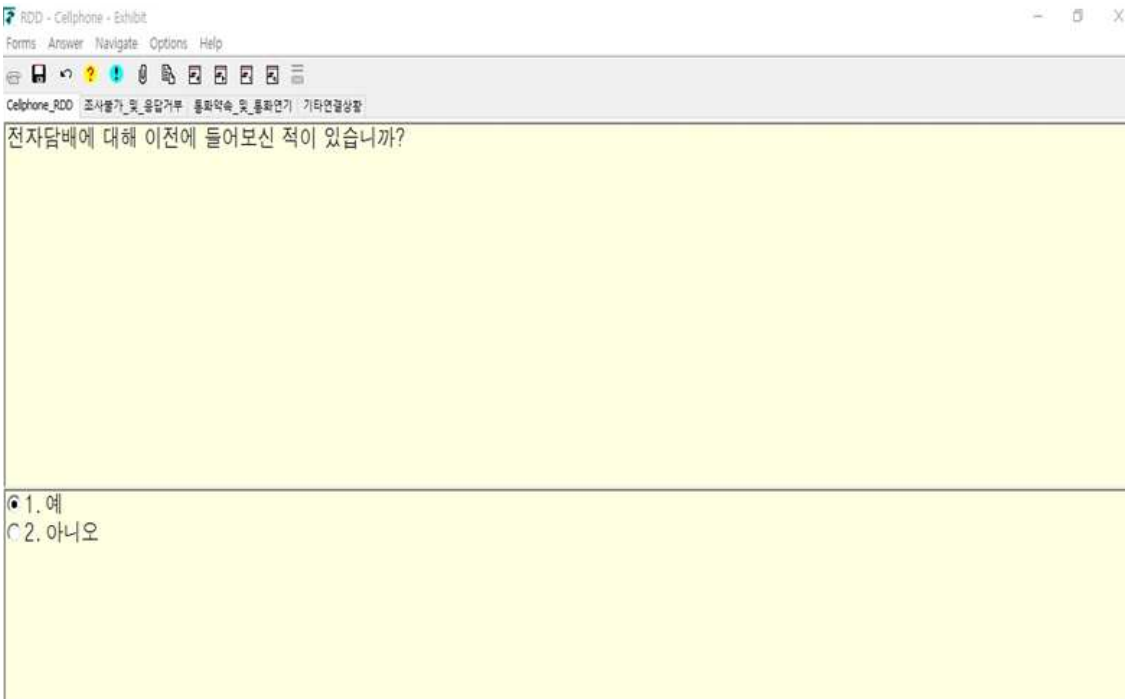 RDD - Cellphone - Exhibit
Forms Answer Navigate Options Help
Cellphone_RDD 조사불가_및_응답거부 통화약속_및_통화연기 기타연결상황
전자담배에 대해 이전에 들어보신 적이 있습니까?
1. 예
2. 아니오